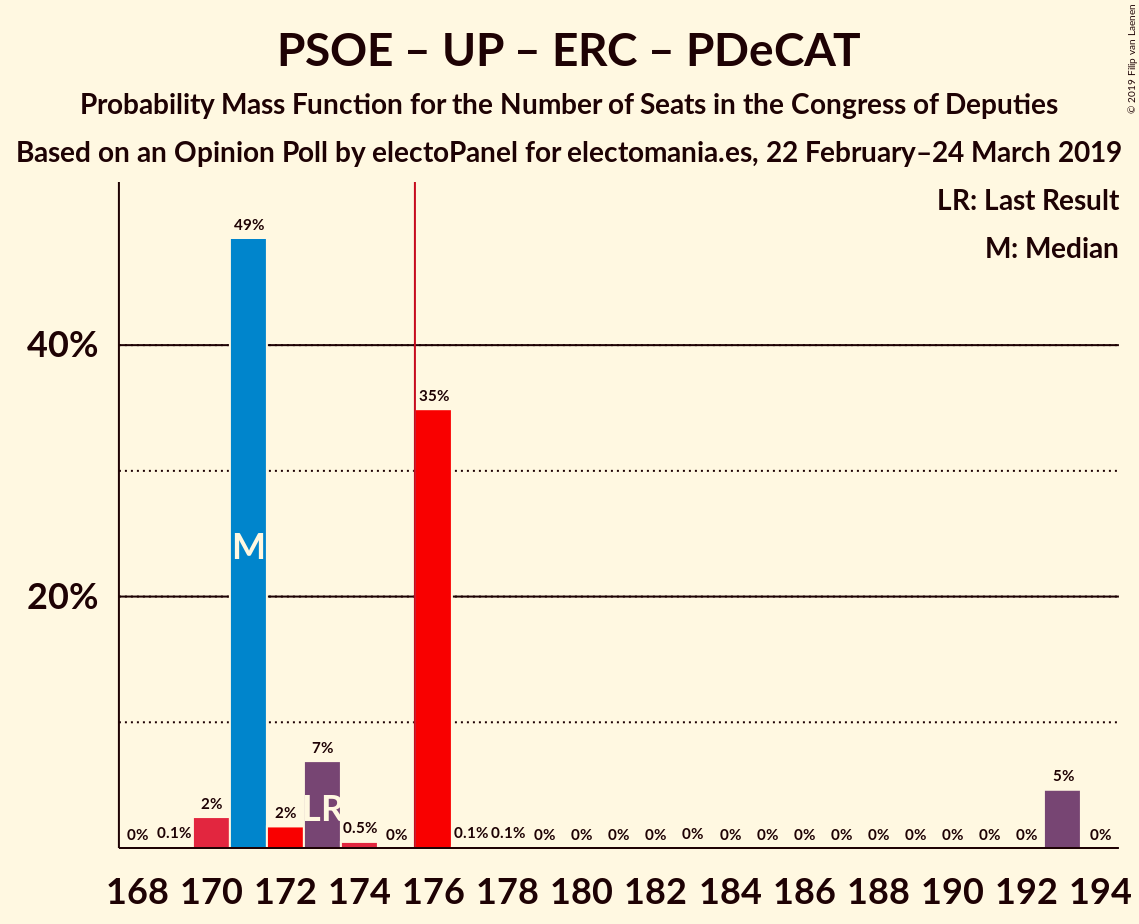 PSOE – UP – ERC – PDeCAT
Probability Mass Function for the Number of Seats in the Congress of Deputies
Based on an Opinion Poll by electoPanel for electomania.es, 22 February–24 March 2019
© 2019 Filip van Laenen
LR: Last Result
M: Median
40%
20%
0% 0.1% 2% 49% 2% 7% 0.5% 0% 35% 0.1% 0.1% 0% 0% 0% 0% 0% 0% 0% 0% 0% 0% 0% 0% 0% 0% 5% 0%
M
LR
168 170 172 174 176 178 180 182 184 186 188 190 192 194